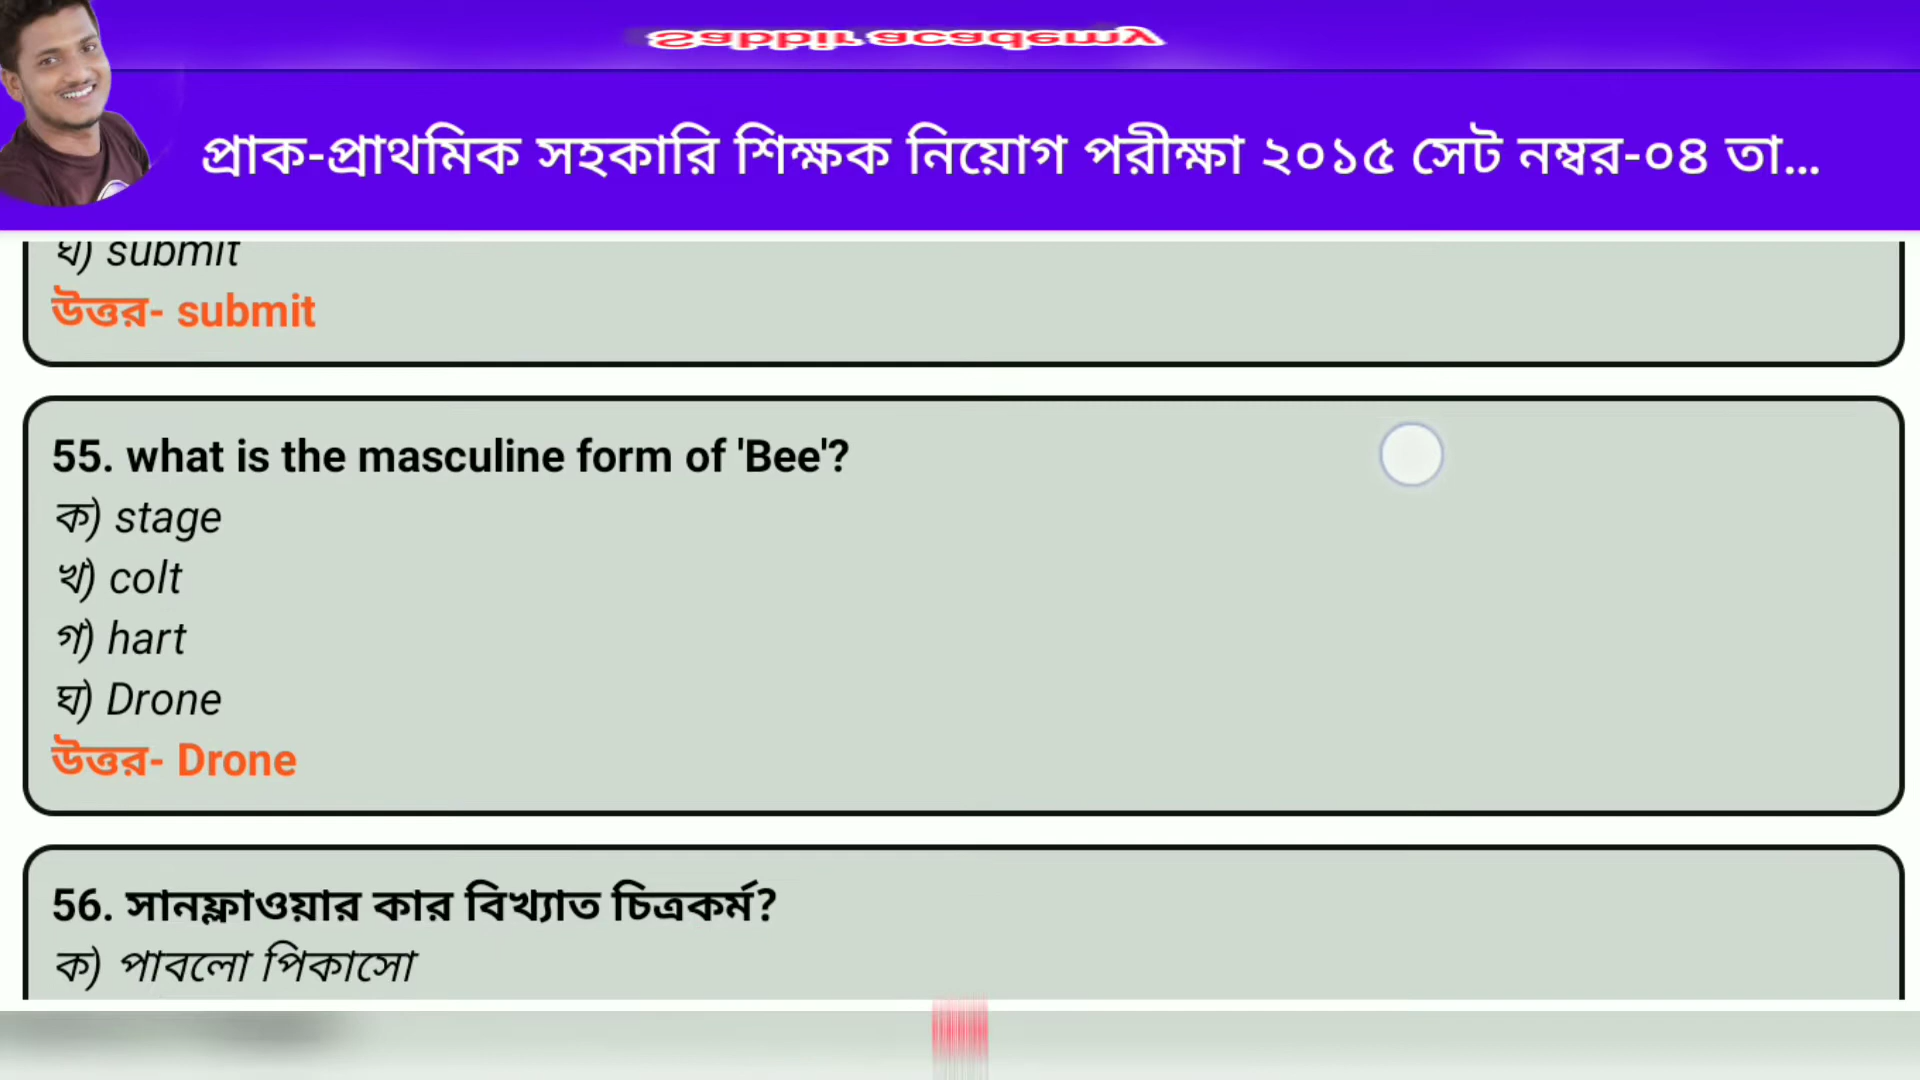 প্রাক-প্রাথমিক সহকারি শিক্ষক নিয়োগ পরীক্ষা ২০১৫ সেট নম্বর-০৪ তা...
ঘ) submit
উত্তর- submit
55. what is the masculine form of 'Bee'?
ক) stage
খ) colt
গ) hart
ঘ) Drone
উত্তর- Drone
56. সানফ্লাওয়ার কার বিখ্যাত চিত্রকর্ম?
ক) পাবলো পিকাসো